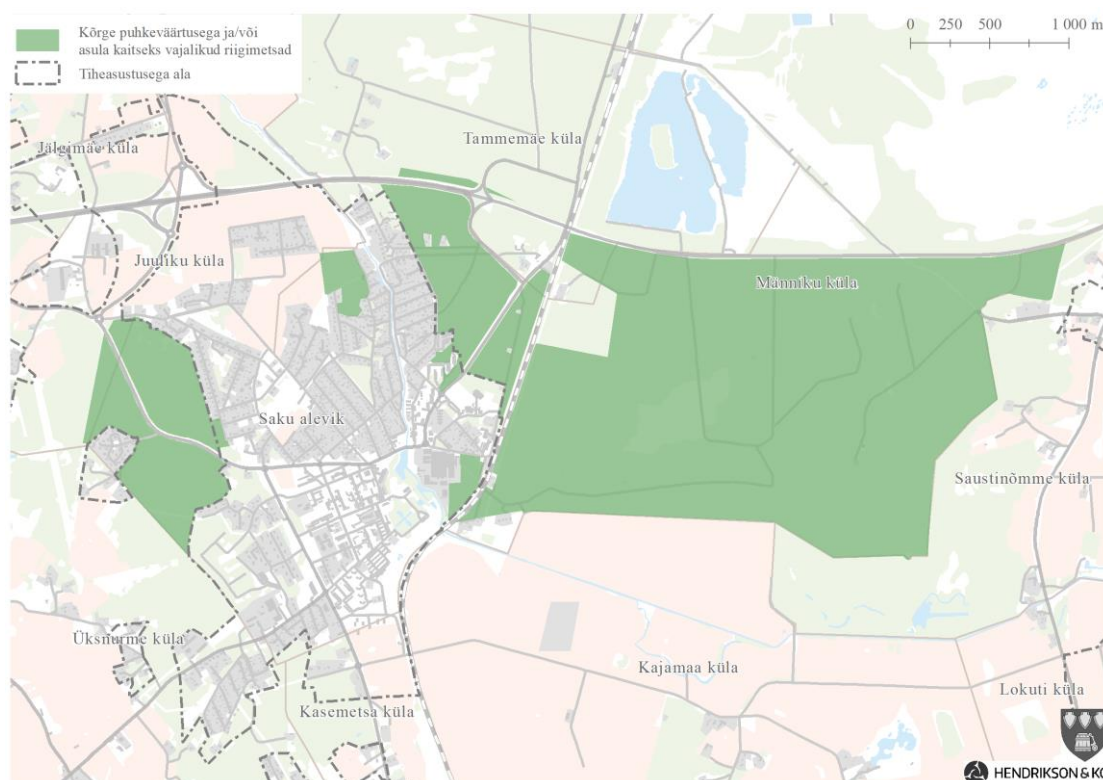 Kõrge puhkeväärtusega ja/või
asula kaitseks vajalikud riigimetsad
Tiheasustusega ala
0 250 500 1 000 m
Tammemäe küla
Jälgimäe küla
Juuliku küla
Männiku küla
Saku alevik
Saustinõmme küla
Üksnurme küla
Kajamaa küla
Lokuti küla
Kasemetsa küla
HENDRIKSON & KO